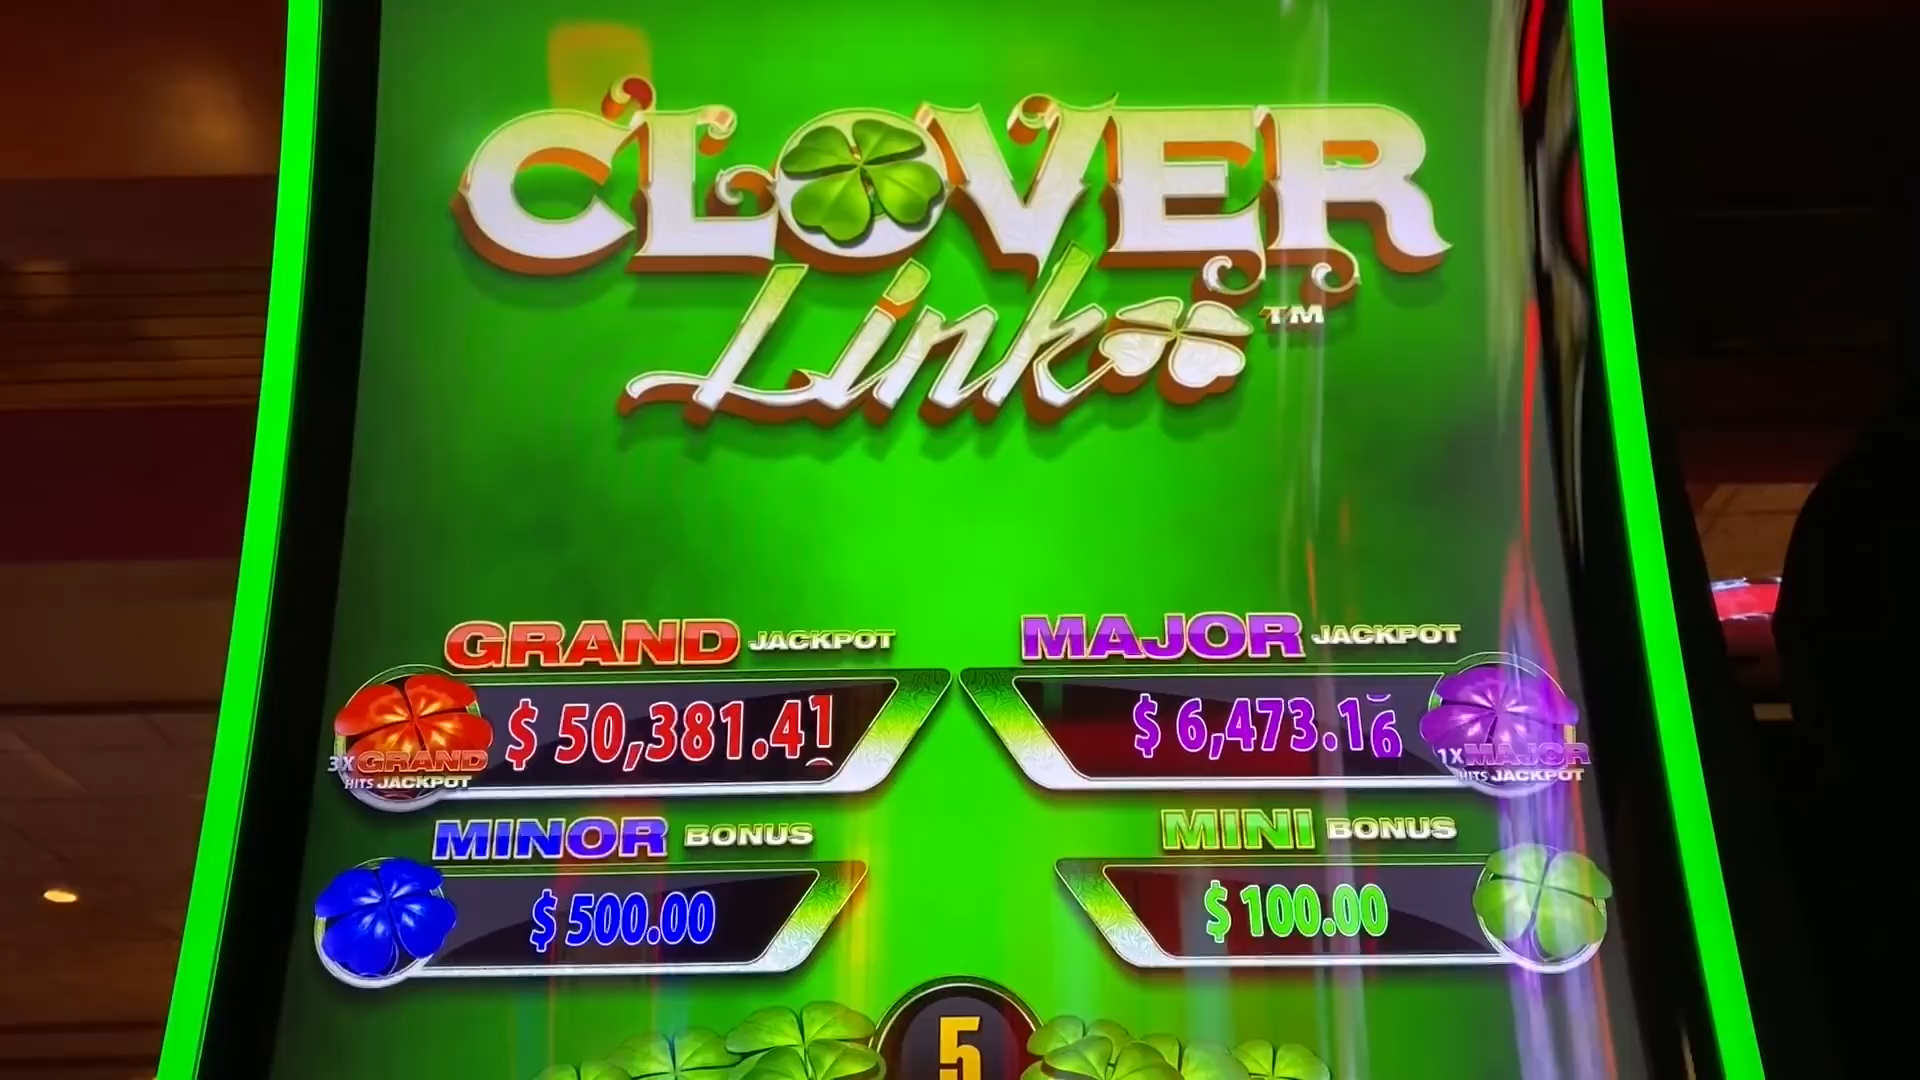 CLOVER
Link™
GRAND JACKPOT
$ 50,381.41
3X GRAND
HITS JACKPOT
MAJOR JACKPOT
$ 6,473.16
1X MAJOR
HITS JACKPOT
MINOR BONUS
$ 500.00
MINI BONUS
$ 100.00
5